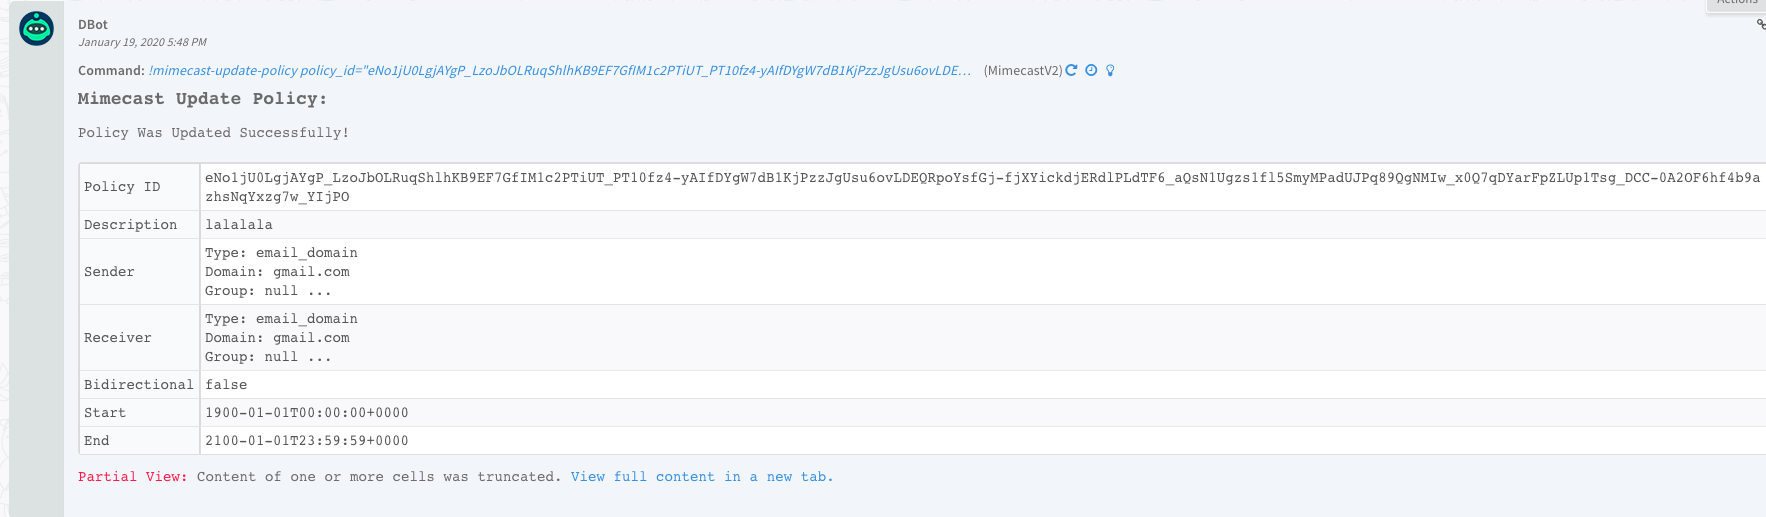 Actions
DBot
January 19, 2020 5:48 PM
Command: !mimecast-update-policy policy_id="eNo1jU0LgjAYgP_LzoJbOLRuqShlhKB9EF7GfIM1c2PTiUT_PT10fz4-yAIfDYgW7dB1KjPzzJgUsu6ovLDE… (MimecastV2)
Mimecast Update Policy:
Policy Was Updated Successfully!
Policy ID eNo1jU0LgjAYgP_LzoJbOLRuqShlhKB9EF7GfIM1c2PTiUT_PT10fz4-yAIfDYgW7dB1KjPzzJgUsu6ovLDEQRpoYsfGj-fjXYickdjERdlPLdTF6_aQsN1Ugzs1fl5SmyMPadUJPq89QgNMIw_x0Q7qDYarFpZLUp1Tsg_DCC-0A2OF6hf4b9a
zhsNqYxzg7w_YIjPO
Description lalalala
Sender Type: email_domain
Domain: gmail.com
Group: null ...
Receiver Type: email_domain
Domain: gmail.com
Group: null ...
Bidirectional false
Start 1900-01-01T00:00:00+0000
End 2100-01-01T23:59:59+0000
Partial View: Content of one or more cells was truncated. View full content in a new tab.